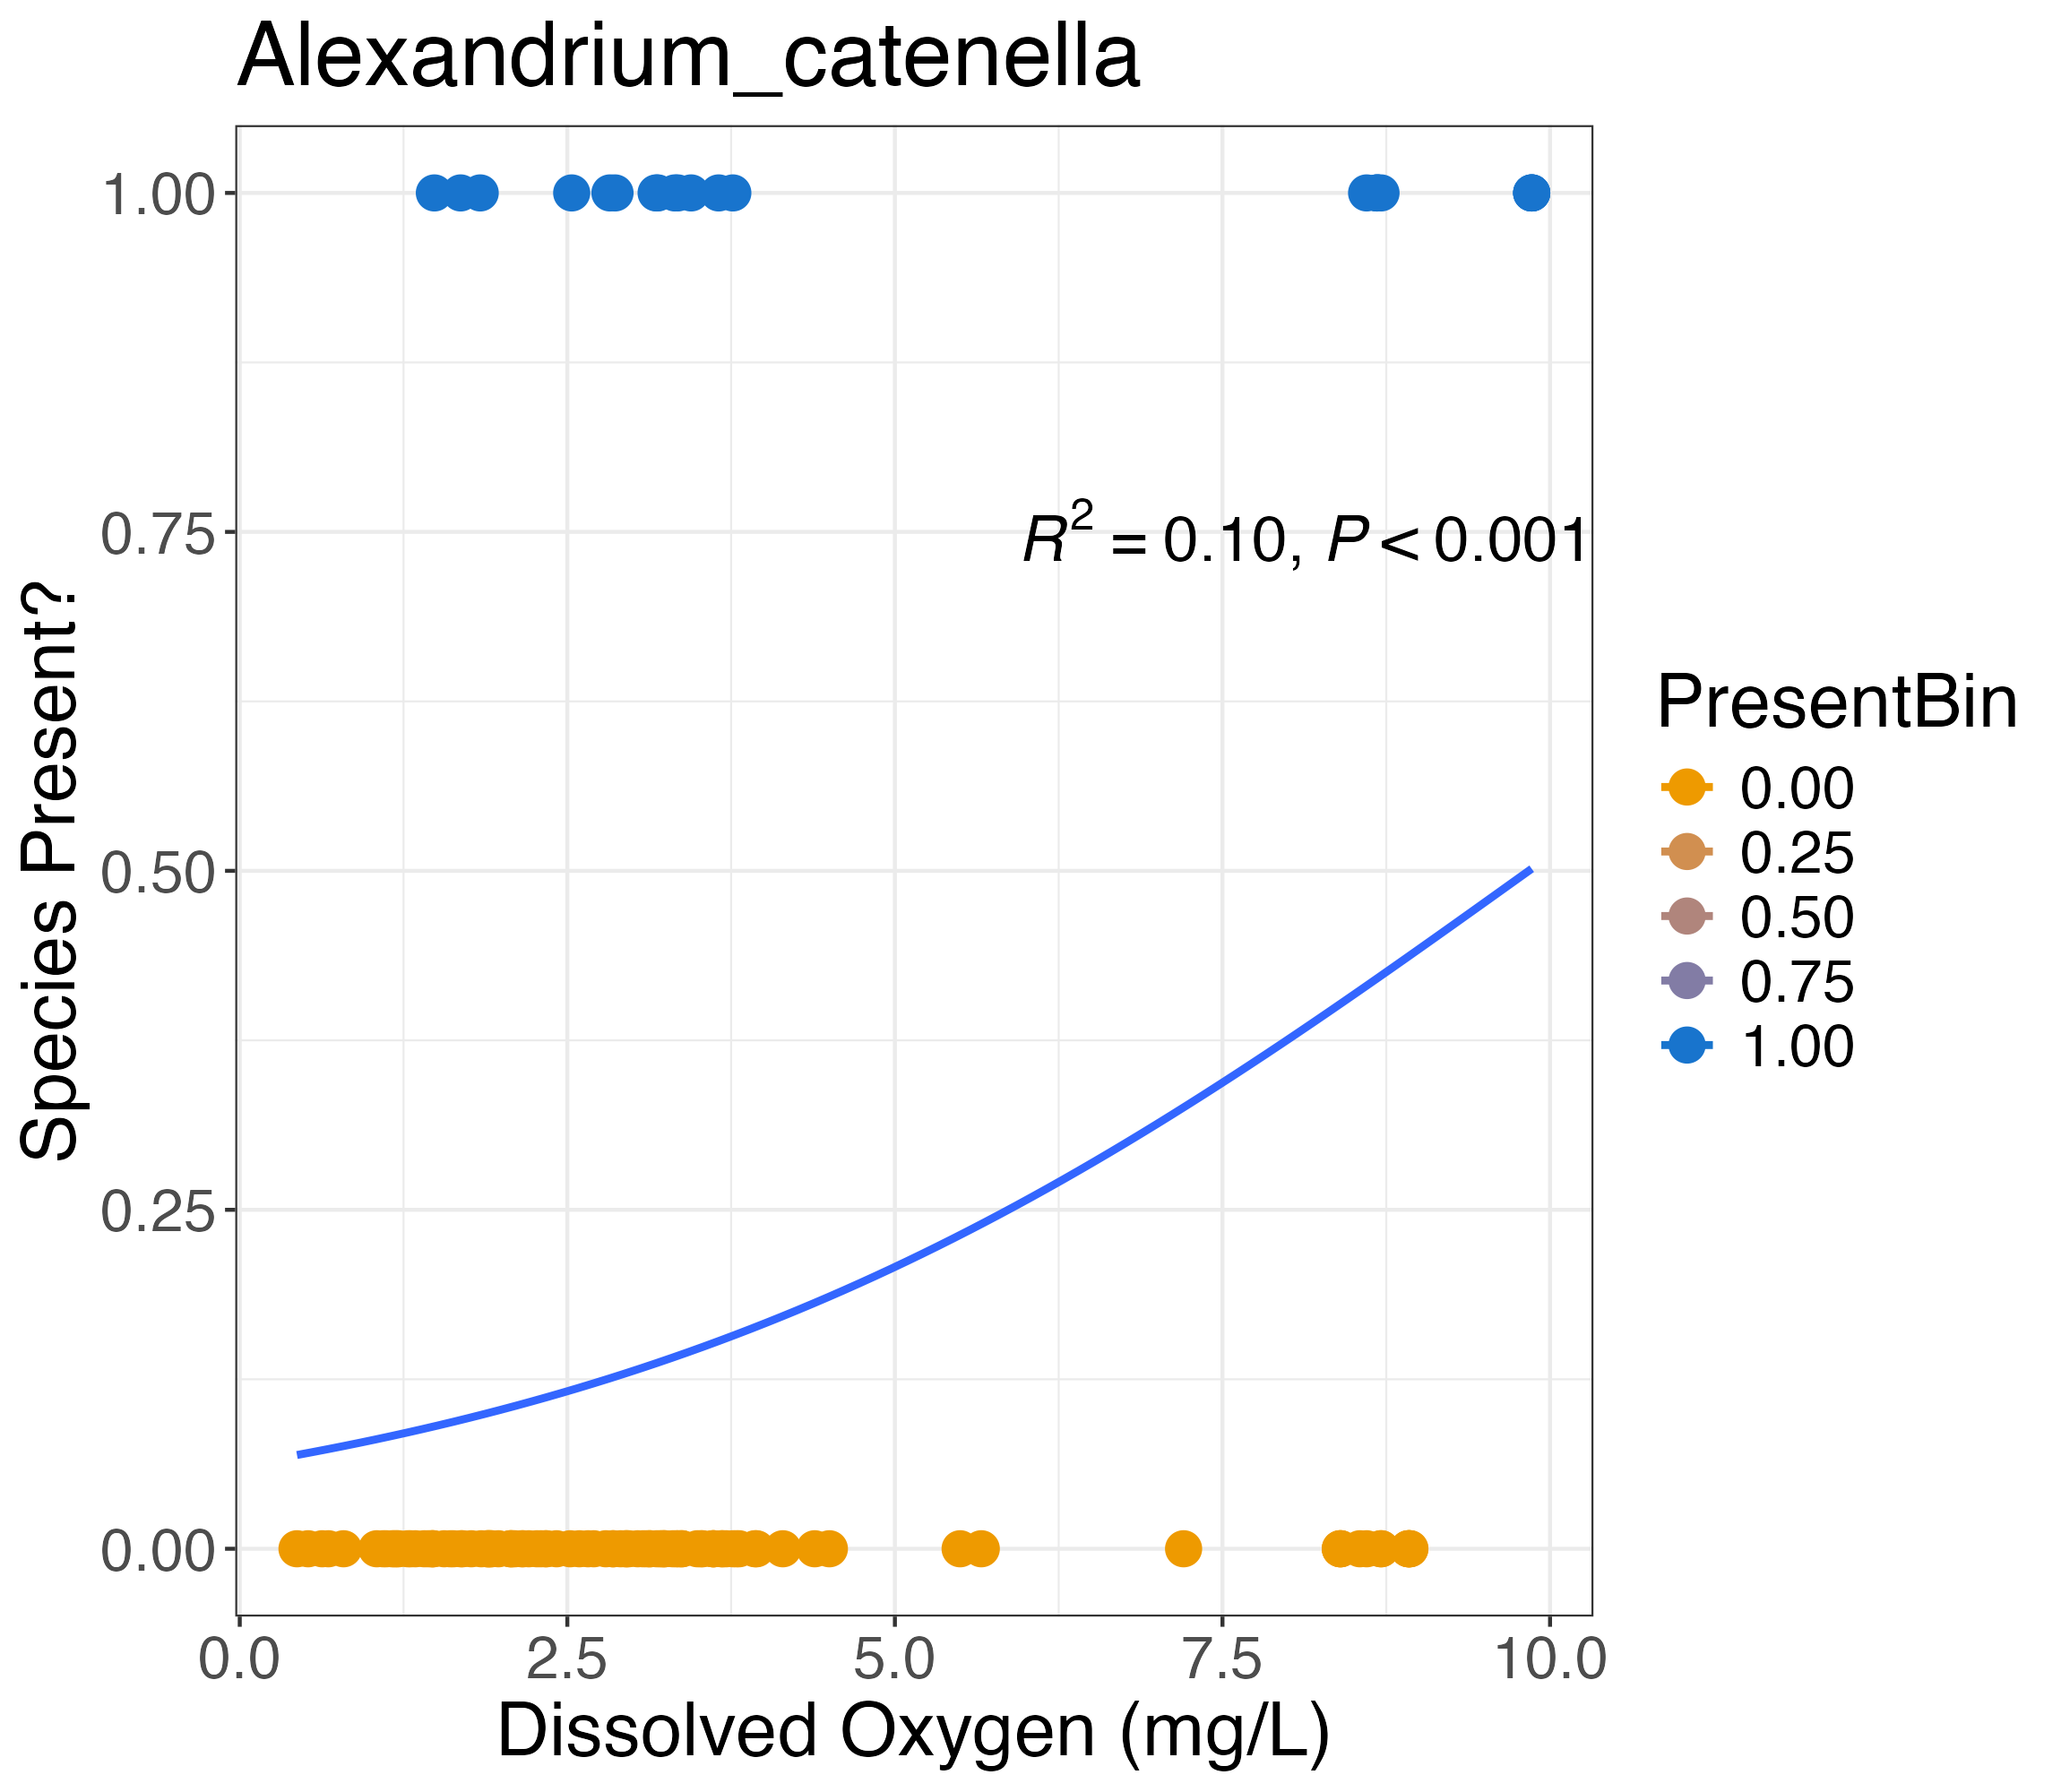 Alexandrium_catenella
1.00
0.75
0.50
0.25
0.00
Species Present?
R² = 0.10, P < 0.001
0.0 2.5 5.0 7.5 10.0
Dissolved Oxygen (mg/L)
PresentBin
0.00
0.25
0.50
0.75
1.00